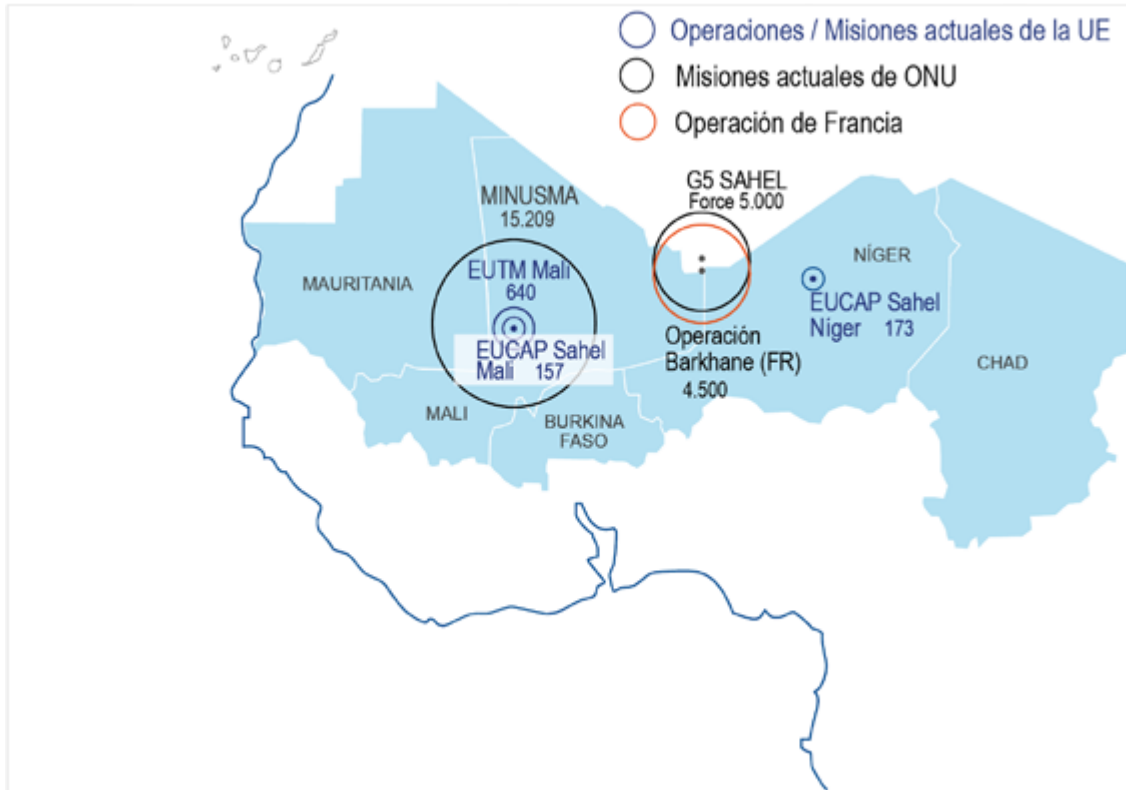 Operaciones / Misiones actuales de la UE
Misiones actuales de ONU
Operación de Francia
G5 SAHEL
Force 5.000
MINUSMA
15.209
MAURITANIA
EUTM Mali
640
EUCAP Sahel
Mali 157
NÍGER
EUCAP Sahel
Níger 173
Operación
Barkhane (FR)
4.500
CHAD
MALI
BURKINA
FASO